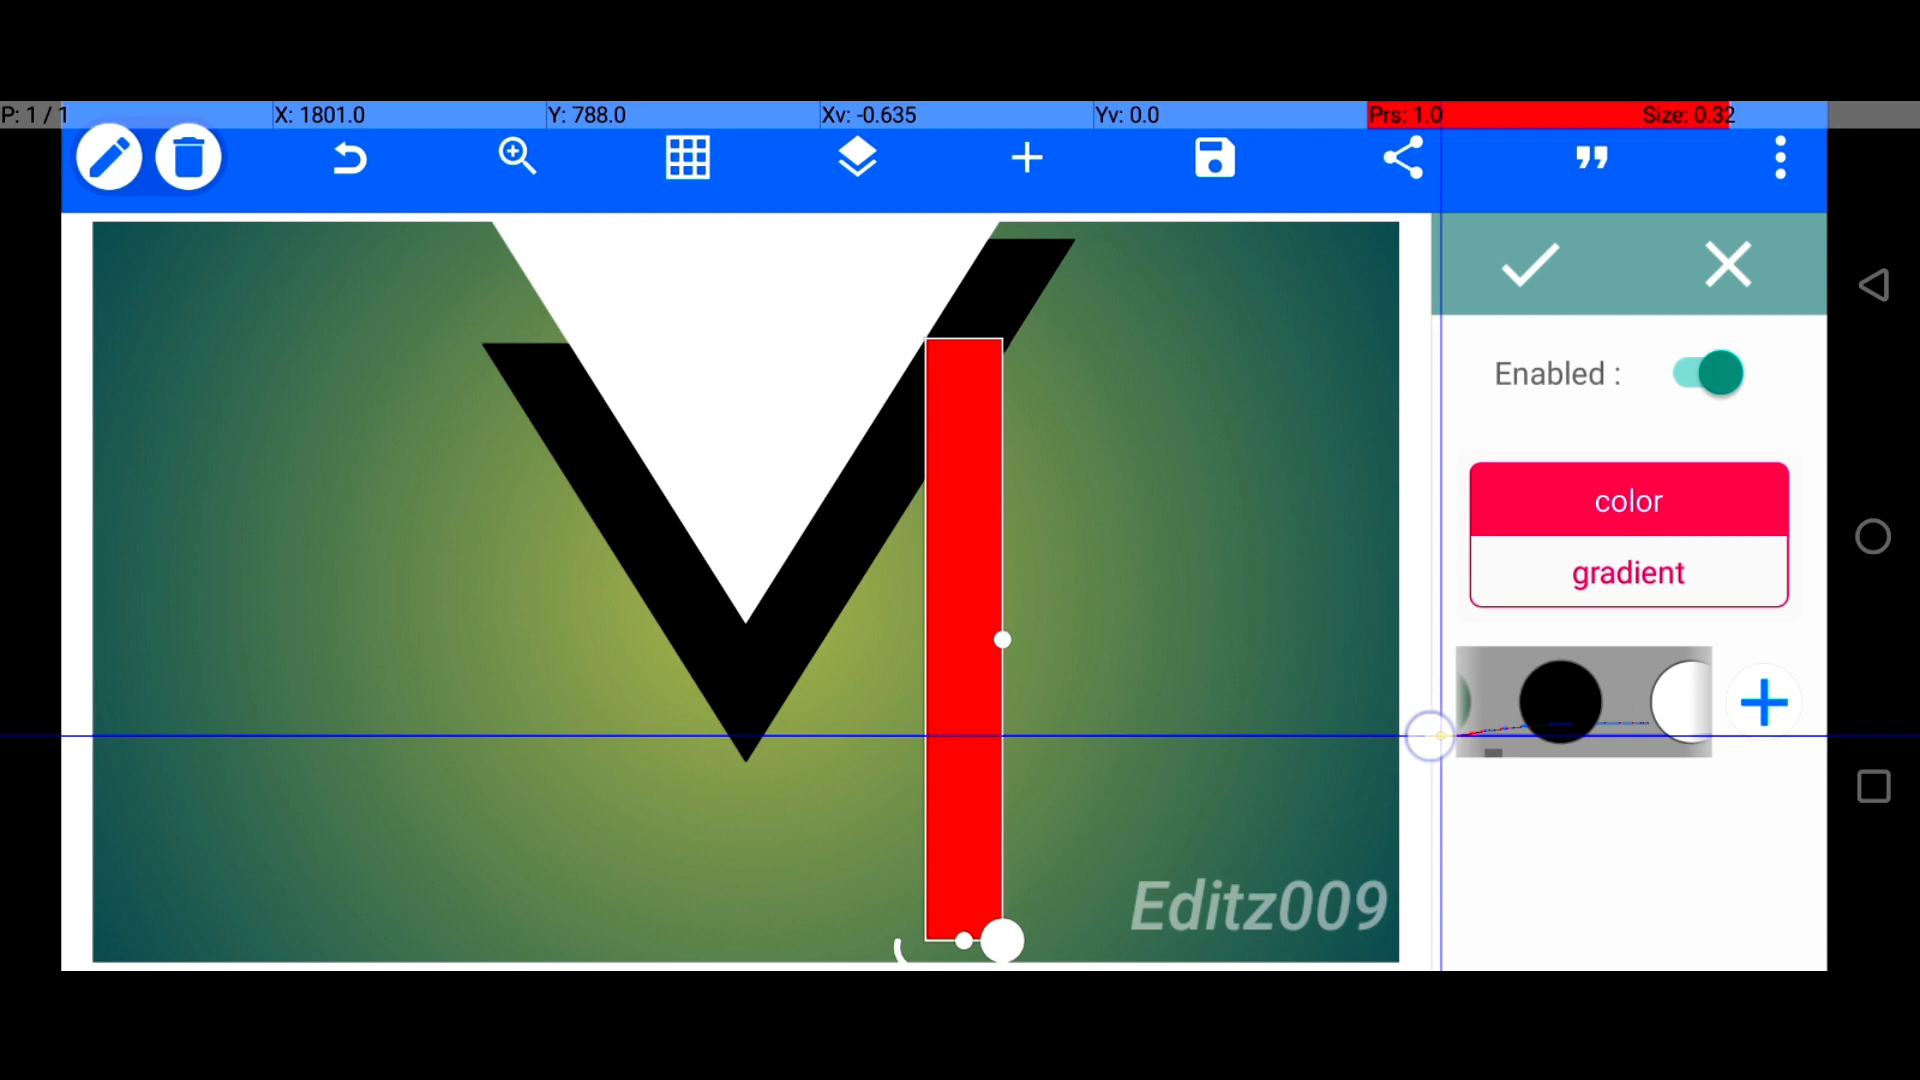 P: 1 / 1 X: 1801.0 Y: 788.0 Xv: -0.635 Yv: 0.0 Prs: 1.0 Size: 0.32
Enabled :
color
gradient
Editz009